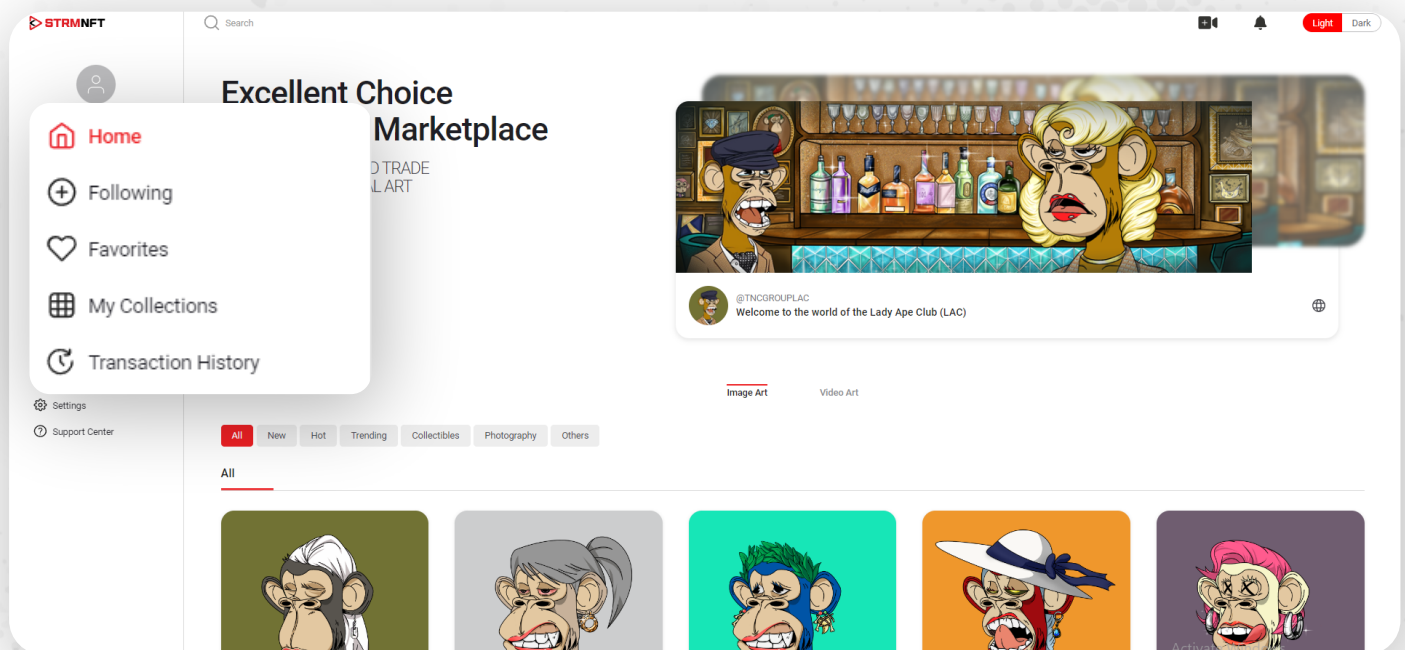 STRMNFT
Search
Light
Dark
Excellent Choice
Marketplace
TRADE
ART
Home
Following
Favorites
My Collections
Transaction History
Settings
Support Center
@TNCGROUPLAC
Welcome to the world of the Lady Ape Club (LAC)
Image Art
Video Art
All
New
Hot
Trending
Collectibles
Photography
Others
All